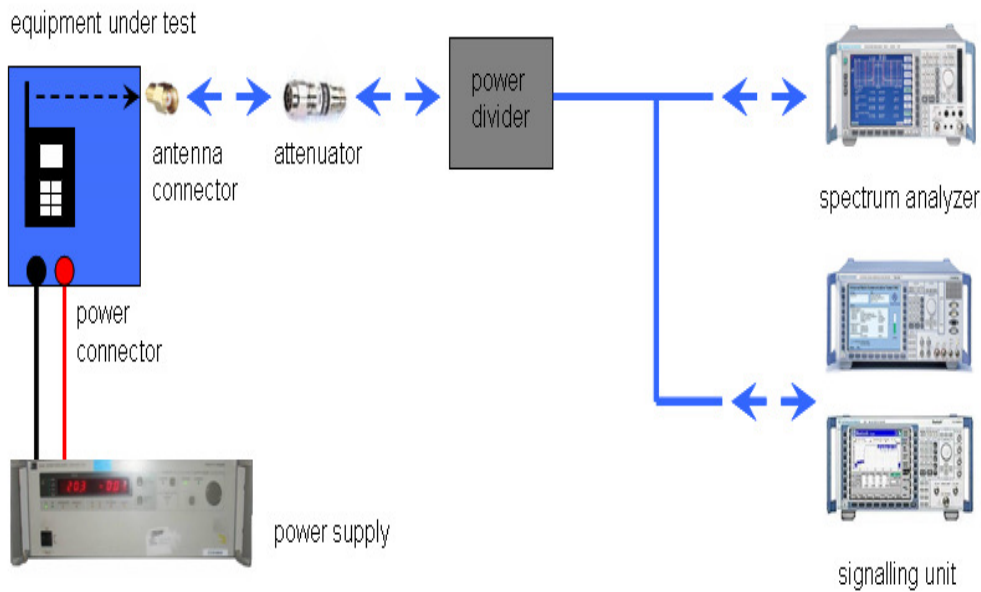 equipment under test
power
divider
antenna
connector
attenuator
spectrum analyzer
power
connector
power supply
signalling unit